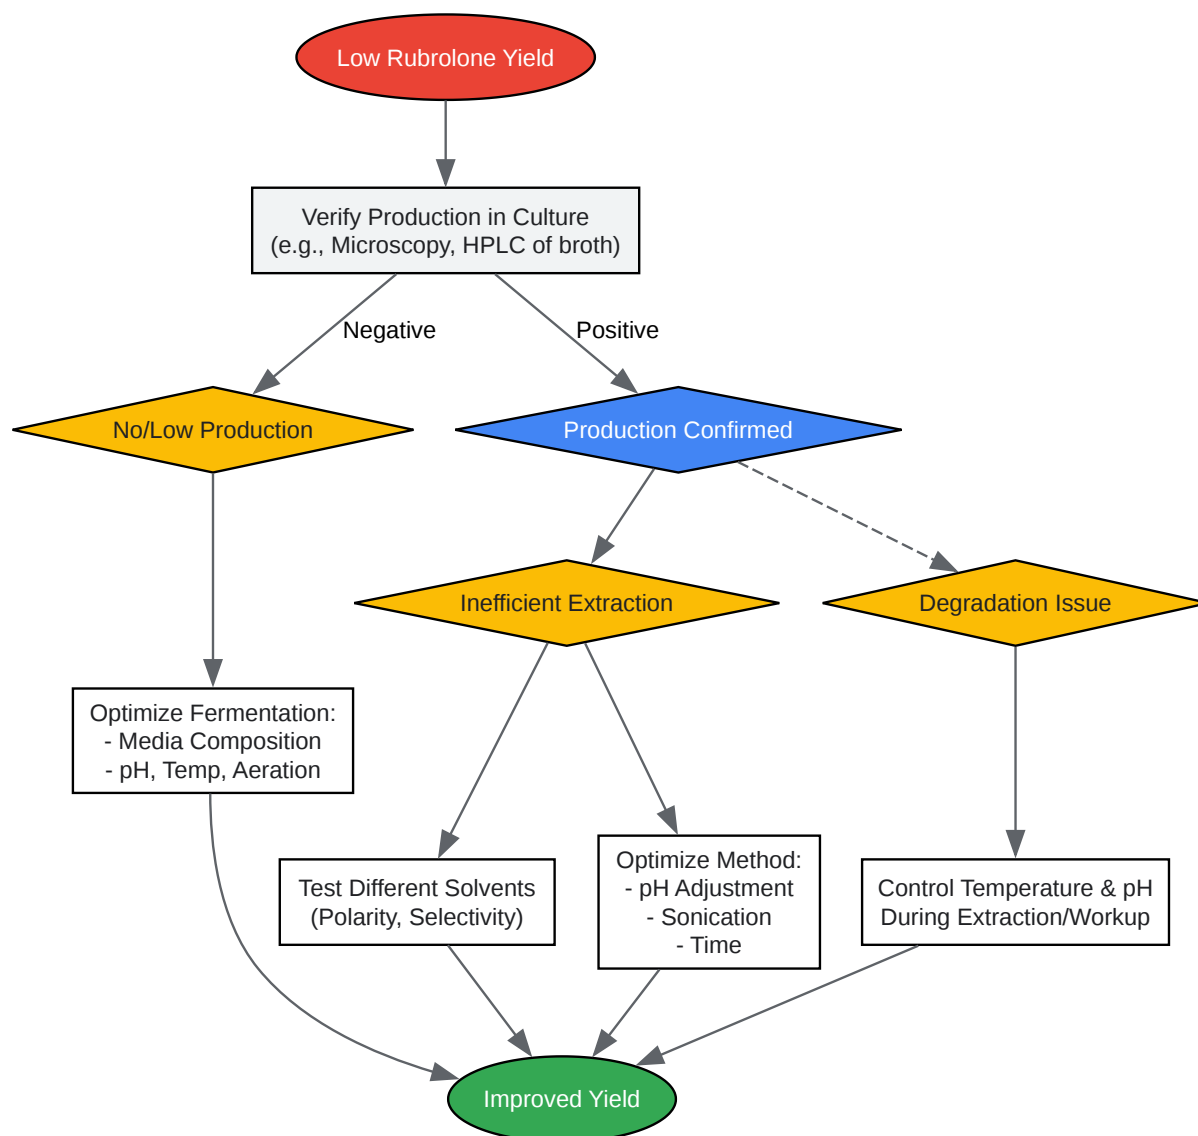 Low Rubrolone Yield
Verify Production in Culture
(e.g., Microscopy, HPLC of broth)
Negative
Positive
No/Low Production
Production Confirmed
Inefficient Extraction
Degradation Issue
Optimize Fermentation:
- Media Composition
- pH, Temp, Aeration
Test Different Solvents
(Polarity, Selectivity)
Optimize Method:
- pH Adjustment
- Sonication
- Time
Control Temperature & pH
During Extraction/Workup
Improved Yield